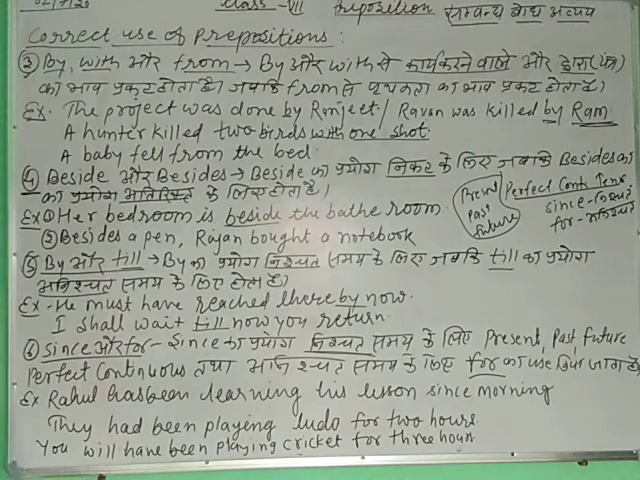 Class-VII Preposition सम्बन्ध बोध अव्यय
Correct use of Prepositions:
③ By, with और from → By और with से कार्य करने वाले और द्वारा (यंत्र)
का भाव प्रकट होता है। जबकि from से पृथकता का भाव प्रकट होता है।
Ex. The project was done by Ranjeet / Ravan was killed by Ram.
A hunter killed two birds with one shot.
A baby fell from the bed.
④ Beside और Besides → Beside का प्रयोग निकट के लिए जबकि Besides का
का प्रयोग अतिरिक्त के लिए होता है।
Ex ① Her bedroom is beside the bathe room.
Present Past Future
Perfect Cont. Tense
since - निश्चित
for - अनिश्चित
② Besides a pen, Rajan bought a notebook
⑤ By और till → By का प्रयोग निश्चित समय के लिए जबकि till का प्रयोग
अनिश्चित समय के लिए होता है।
Ex - He must have reached there by now.
I shall wait till now you return.
⑥ Since और for - Since का प्रयोग निश्चित समय के लिए Present, Past, Future
Perfect Continuous तथा अनिश्चित समय के लिए for का use किया जाता है
Ex Rahul has been learning his lesson since morning
They had been playeng ludo for two hours.
You will have been playing cricket for three hours.